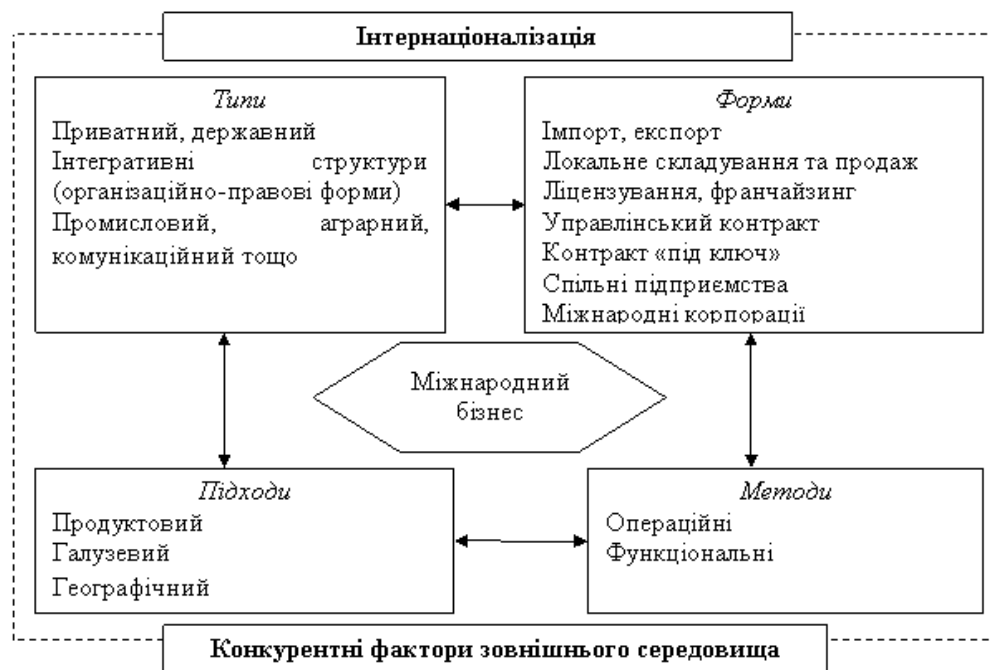 Інтернаціоналізація
Типи
Приватний, державний
Інтегративні структури
(організаційно-правові форми)
Промисловий, аграрний,
комунікаційний тощо
Форми
Імпорт, експорт
Локальне складування та продаж
Ліцензування, франчайзинг
Управлінський контракт
Контракт «під ключ»
Спільні підприємства
Міжнародні корпорації
Міжнародний
бізнес
Підходи
Продуктовий
Галузевий
Географічний
Методи
Операційні
Функціональні
Конкурентні фактори зовнішнього середовища